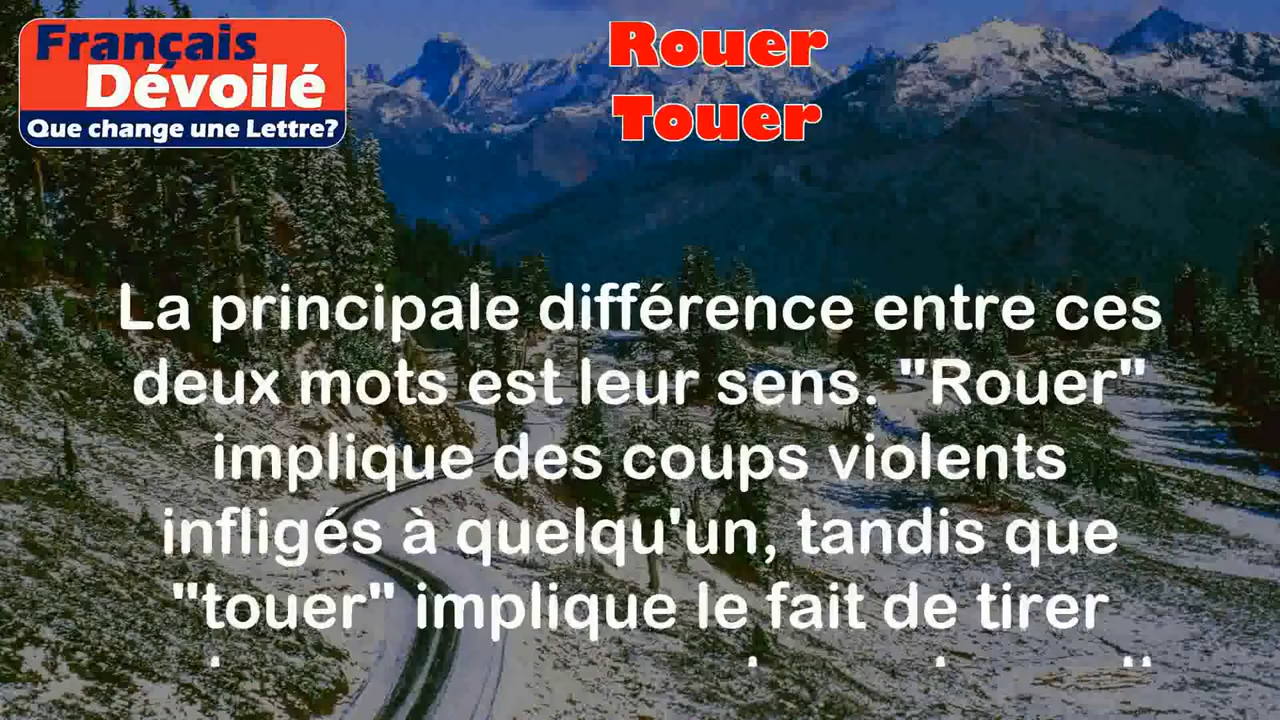 Français
Dévoilé
Que change une Lettre?
Rouer
Touer
La principale différence entre ces
deux mots est leur sens. "Rouer"
implique des coups violents
infligés à quelqu'un, tandis que
"touer" implique le fait de tirer